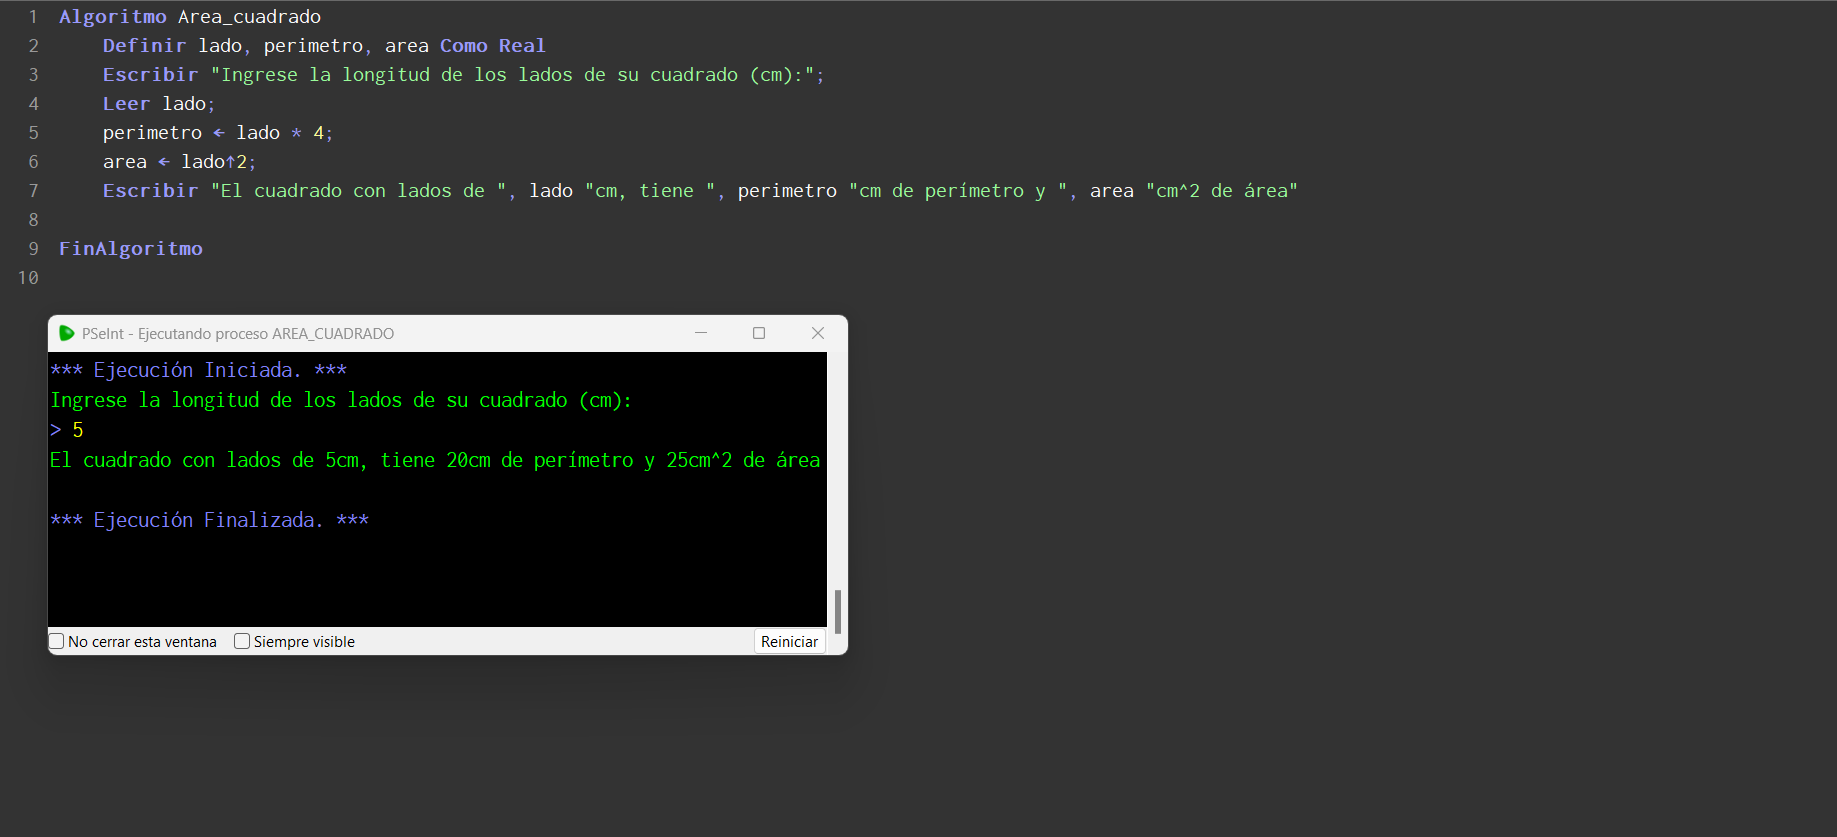 1 Algoritmo Area_cuadrado
2 Definir lado, perimetro, area Como Real
3 Escribir "Ingrese la longitud de los lados de su cuadrado (cm):";
4 Leer lado;
5 perimetro ← lado * 4;
6 area ← lado↑2;
7 Escribir "El cuadrado con lados de ", lado "cm, tiene ", perimetro "cm de perímetro y ", area "cm^2 de área"
8
9 FinAlgoritmo
10
PSeInt - Ejecutando proceso AREA_CUADRADO
*** Ejecución Iniciada. ***
Ingrese la longitud de los lados de su cuadrado (cm):
> 5
El cuadrado con lados de 5cm, tiene 20cm de perímetro y 25cm^2 de área
*** Ejecución Finalizada. ***
No cerrar esta ventana Siempre visible Reiniciar